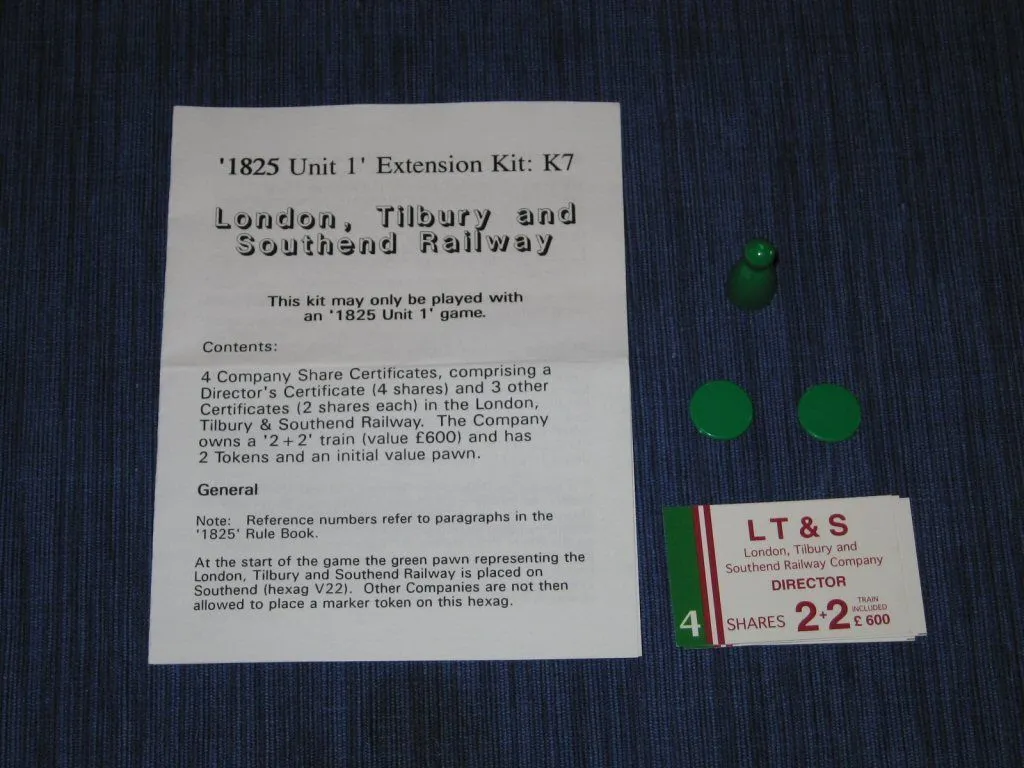 '1825 Unit 1' Extension Kit: K7
London, Tilbury and
Southend Railway
This kit may only be played with
an '1825 Unit 1' game.
Contents:
4 Company Share Certificates, comprising a
Director's Certificate (4 shares) and 3 other
Certificates (2 shares each) in the London,
Tilbury & Southend Railway. The Company
owns a '2+2' train (value £600) and has
2 Tokens and an initial value pawn.
General
Note: Reference numbers refer to paragraphs in the
'1825' Rule Book.
At the start of the game the green pawn representing the
London, Tilbury and Southend Railway is placed on
Southend (hexag V22). Other Companies are not then
allowed to place a marker token on this hexag.
LT&S
London, Tilbury and
Southend Railway Company
DIRECTOR
4 SHARES 2+2 TRAIN
INCLUDED
£ 600